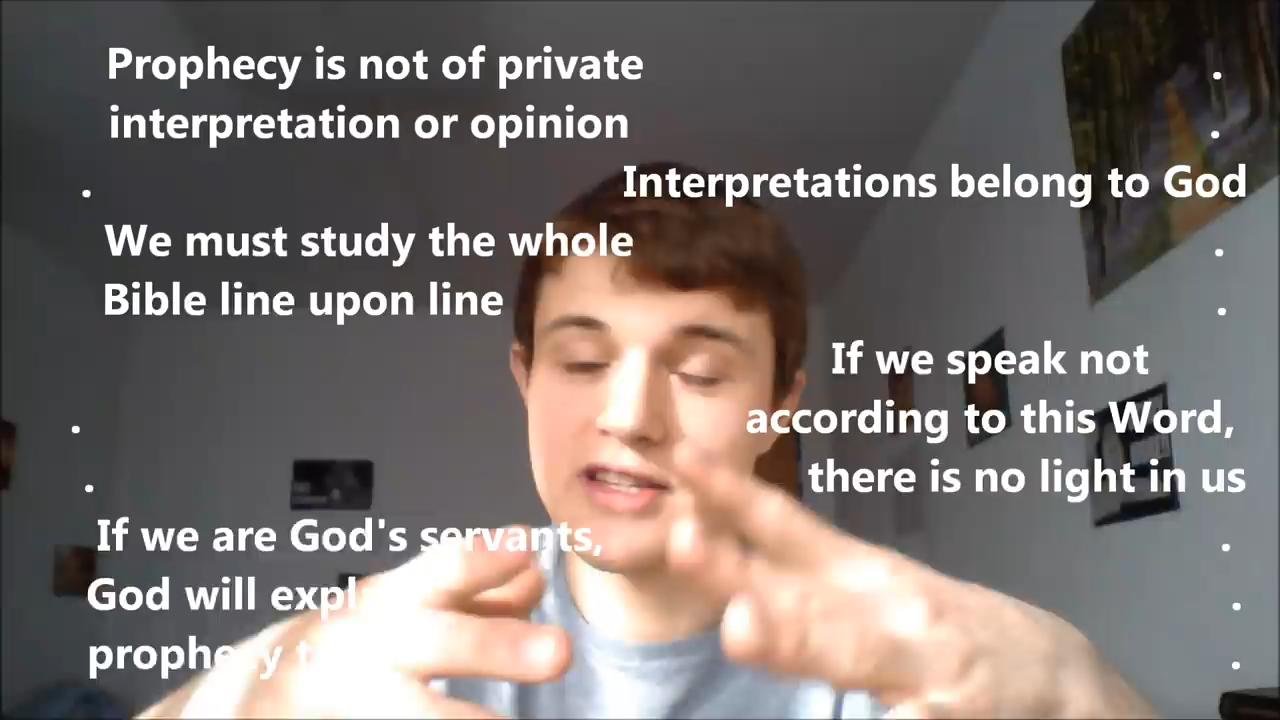 Prophecy is not of private
interpretation or opinion
Interpretations belong to God
We must study the whole
Bible line upon line
If we speak not
according to this Word,
there is no light in us
If we are God's servants,
God will